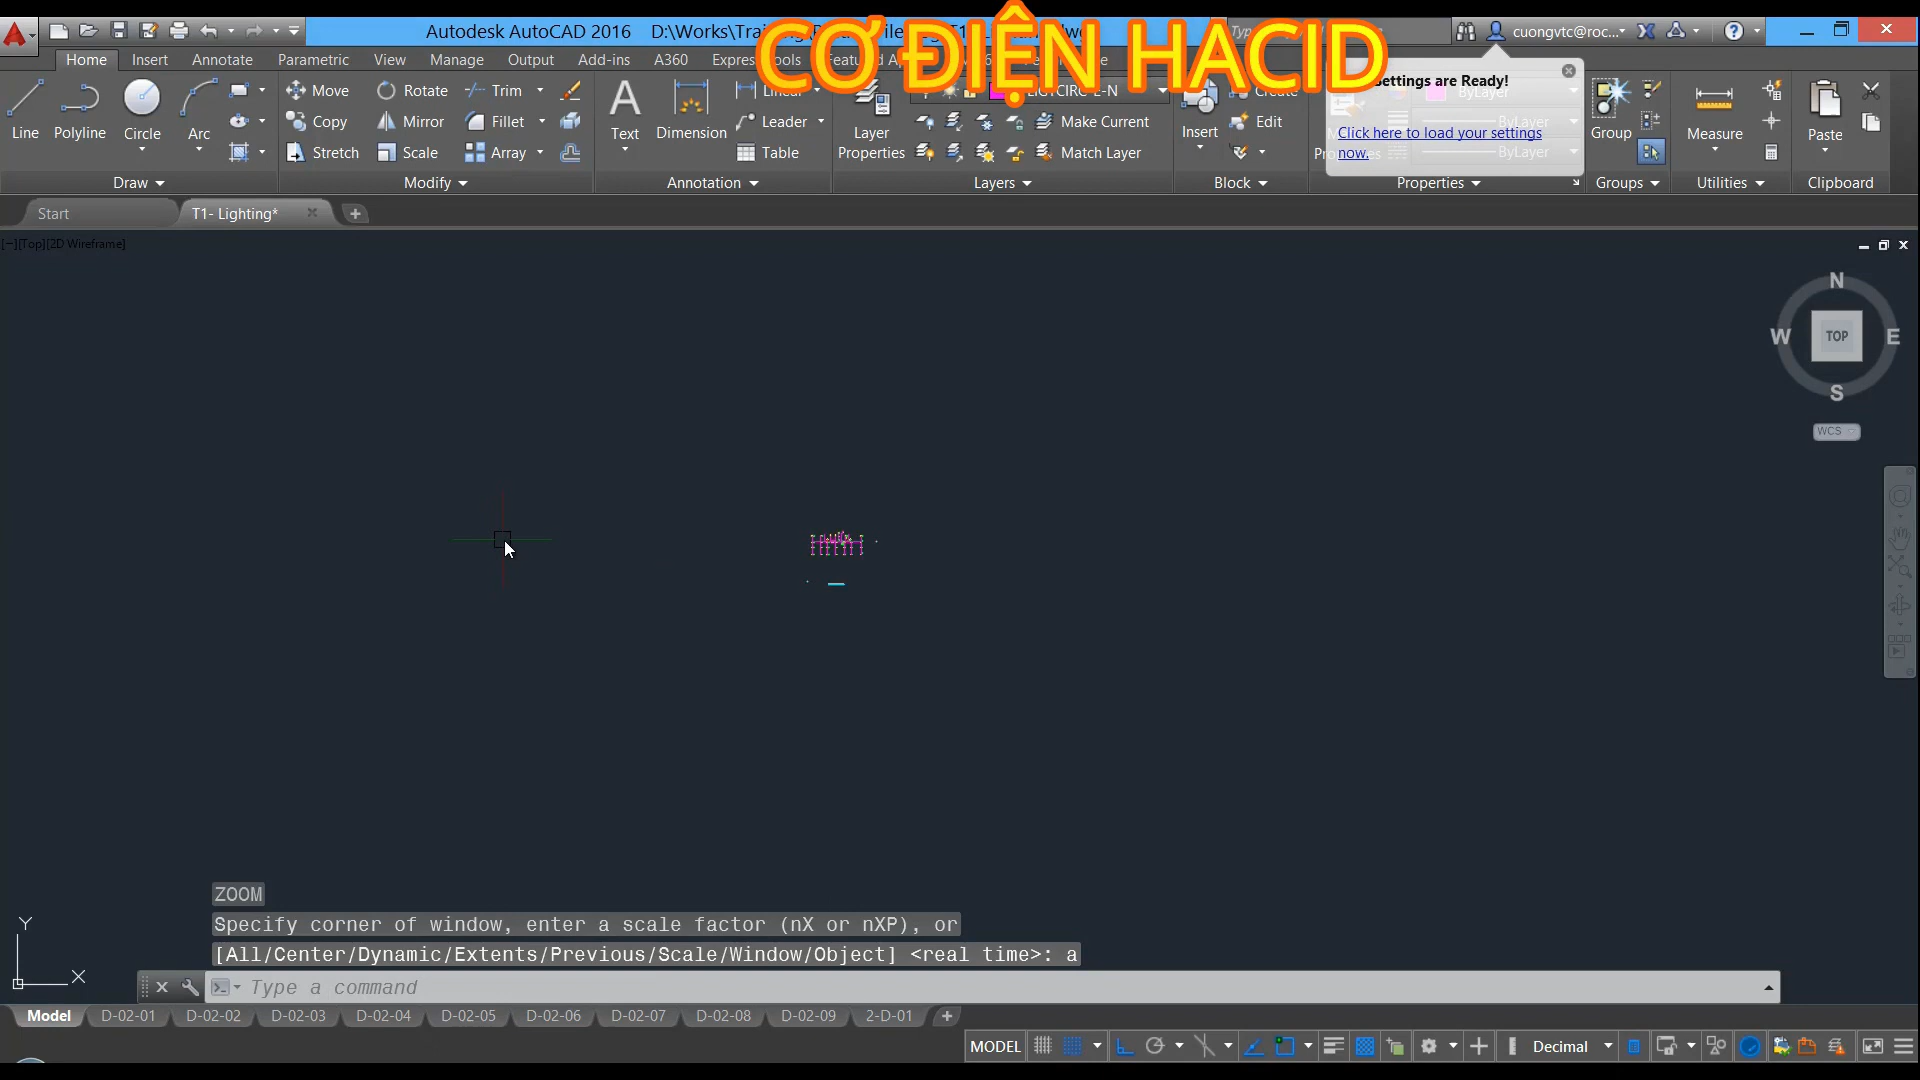 Autodesk AutoCAD 2016
CƠ ĐIỆN HACID
cuongvtc@roc...
Home Insert Annotate Parametric View Manage Output Add-ins A360
Line Polyline Circle Arc
Move Rotate Trim
Copy Mirror Fillet
Stretch Scale Array
Text Dimension
Leader
Table
Layer Properties
Make Current
Match Layer
Insert
Create
Edit
Settings are Ready!
Click here to load your settings
now.
ByLayer
ByLayer
ByLayer
Group
Measure
Paste
Draw Modify Annotation Layers Block Properties Groups Utilities Clipboard
Start T1- Lighting*
[−][Top][2D Wireframe]
N
W TOP E
S
WCS
ZOOM
Specify corner of window, enter a scale factor (nX or nXP), or
[All/Center/Dynamic/Extents/Previous/Scale/Window/Object] <real time>: a
Y
X
Type a command
Model D-02-01 D-02-02 D-02-03 D-02-04 D-02-05 D-02-06 D-02-07 D-02-08 D-02-09 2-D-01
MODEL Decimal